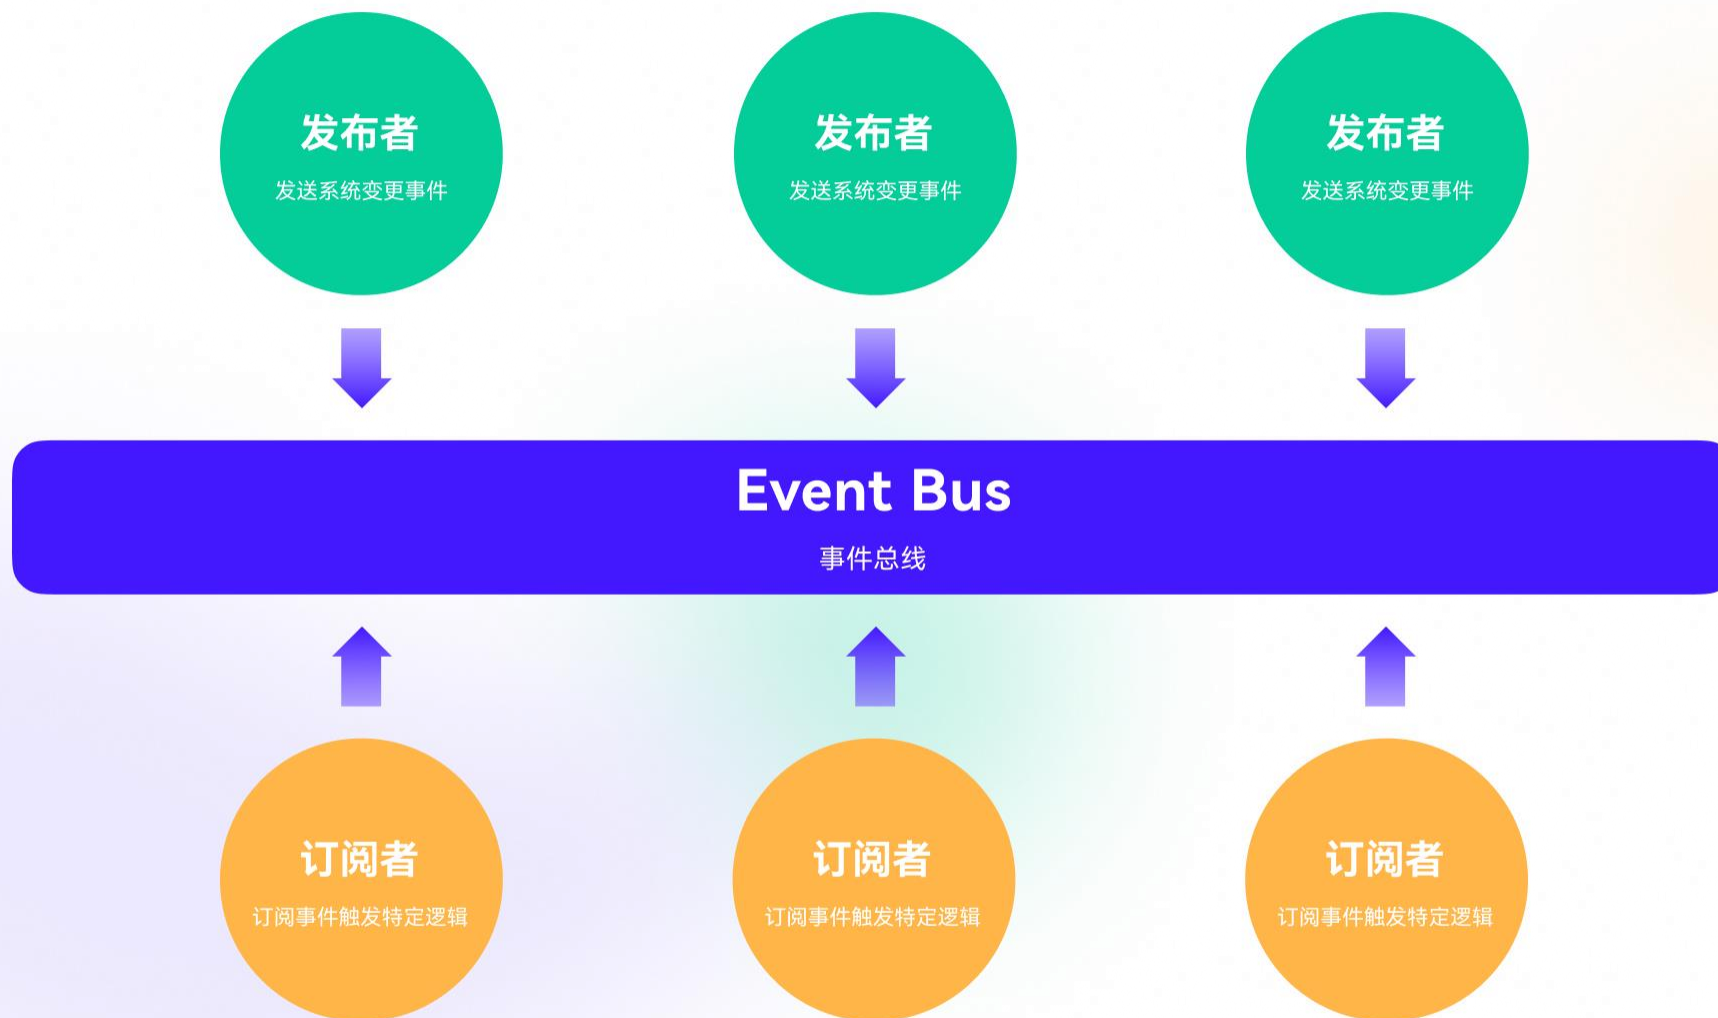 发布者
发送系统变更事件
发布者
发送系统变更事件
发布者
发送系统变更事件
Event Bus
事件总线
订阅者
订阅事件触发特定逻辑
订阅者
订阅事件触发特定逻辑
订阅者
订阅事件触发特定逻辑